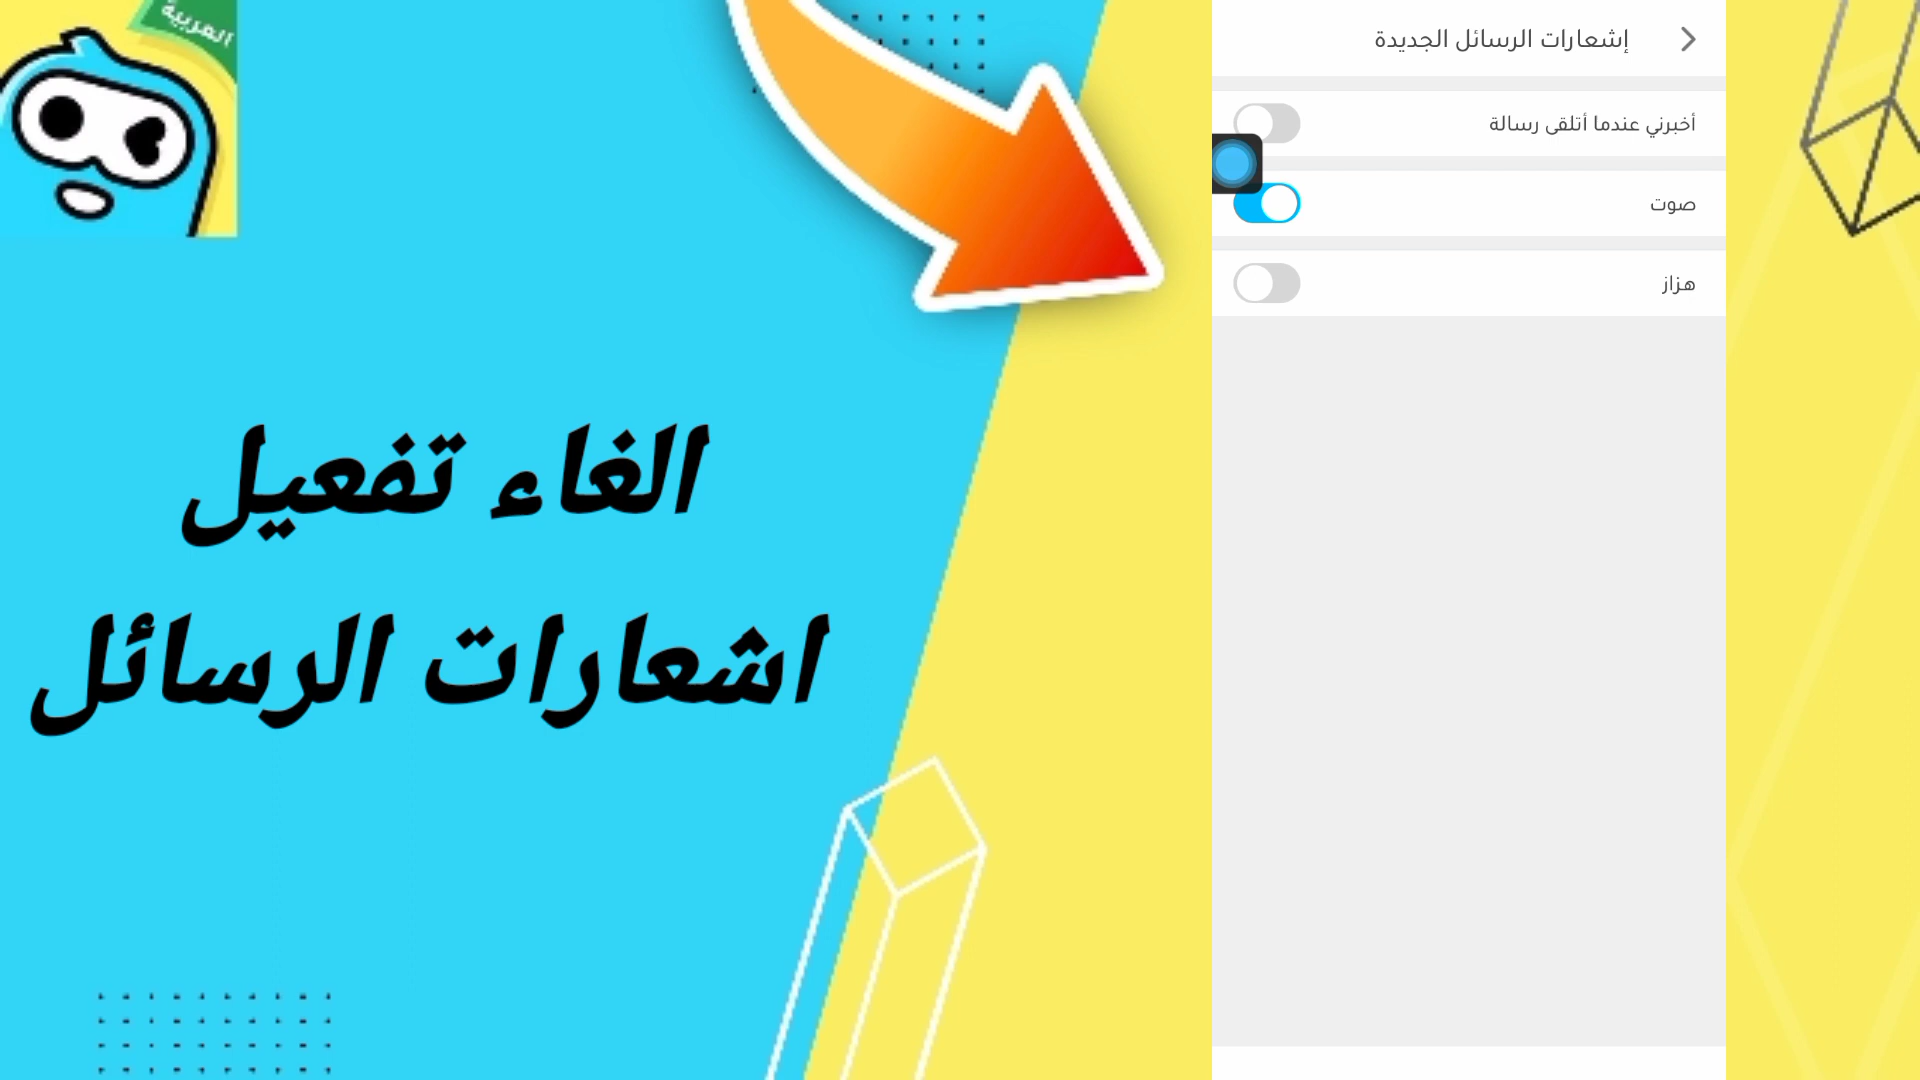 العربية
إشعارات الرسائل الجديدة
أخبرني عندما أتلقى رسالة
صوت
هزاز
الغاء تفعيل
اشعارات الرسائل